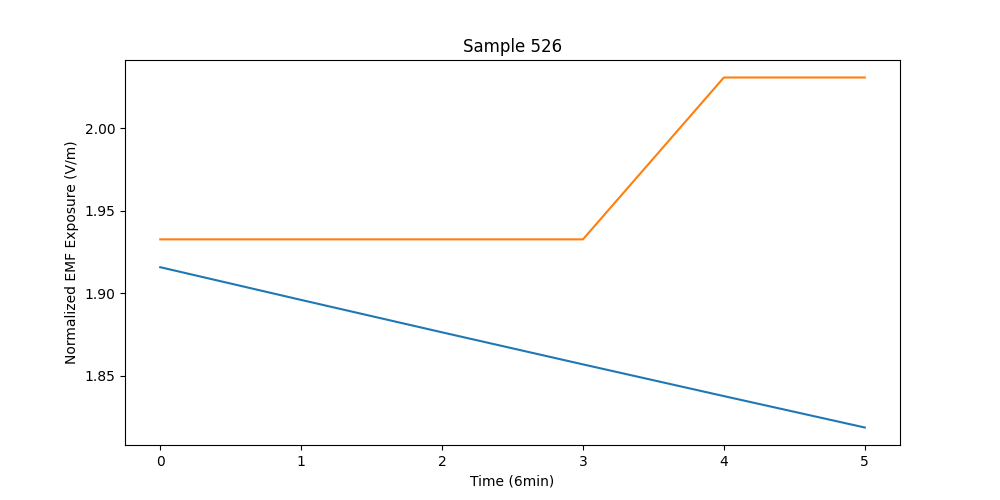 Sample 526
Normalized EMF Exposure (V/m)
2.00
1.95
1.90
1.85
0 1 2 3 4 5
Time (6min)